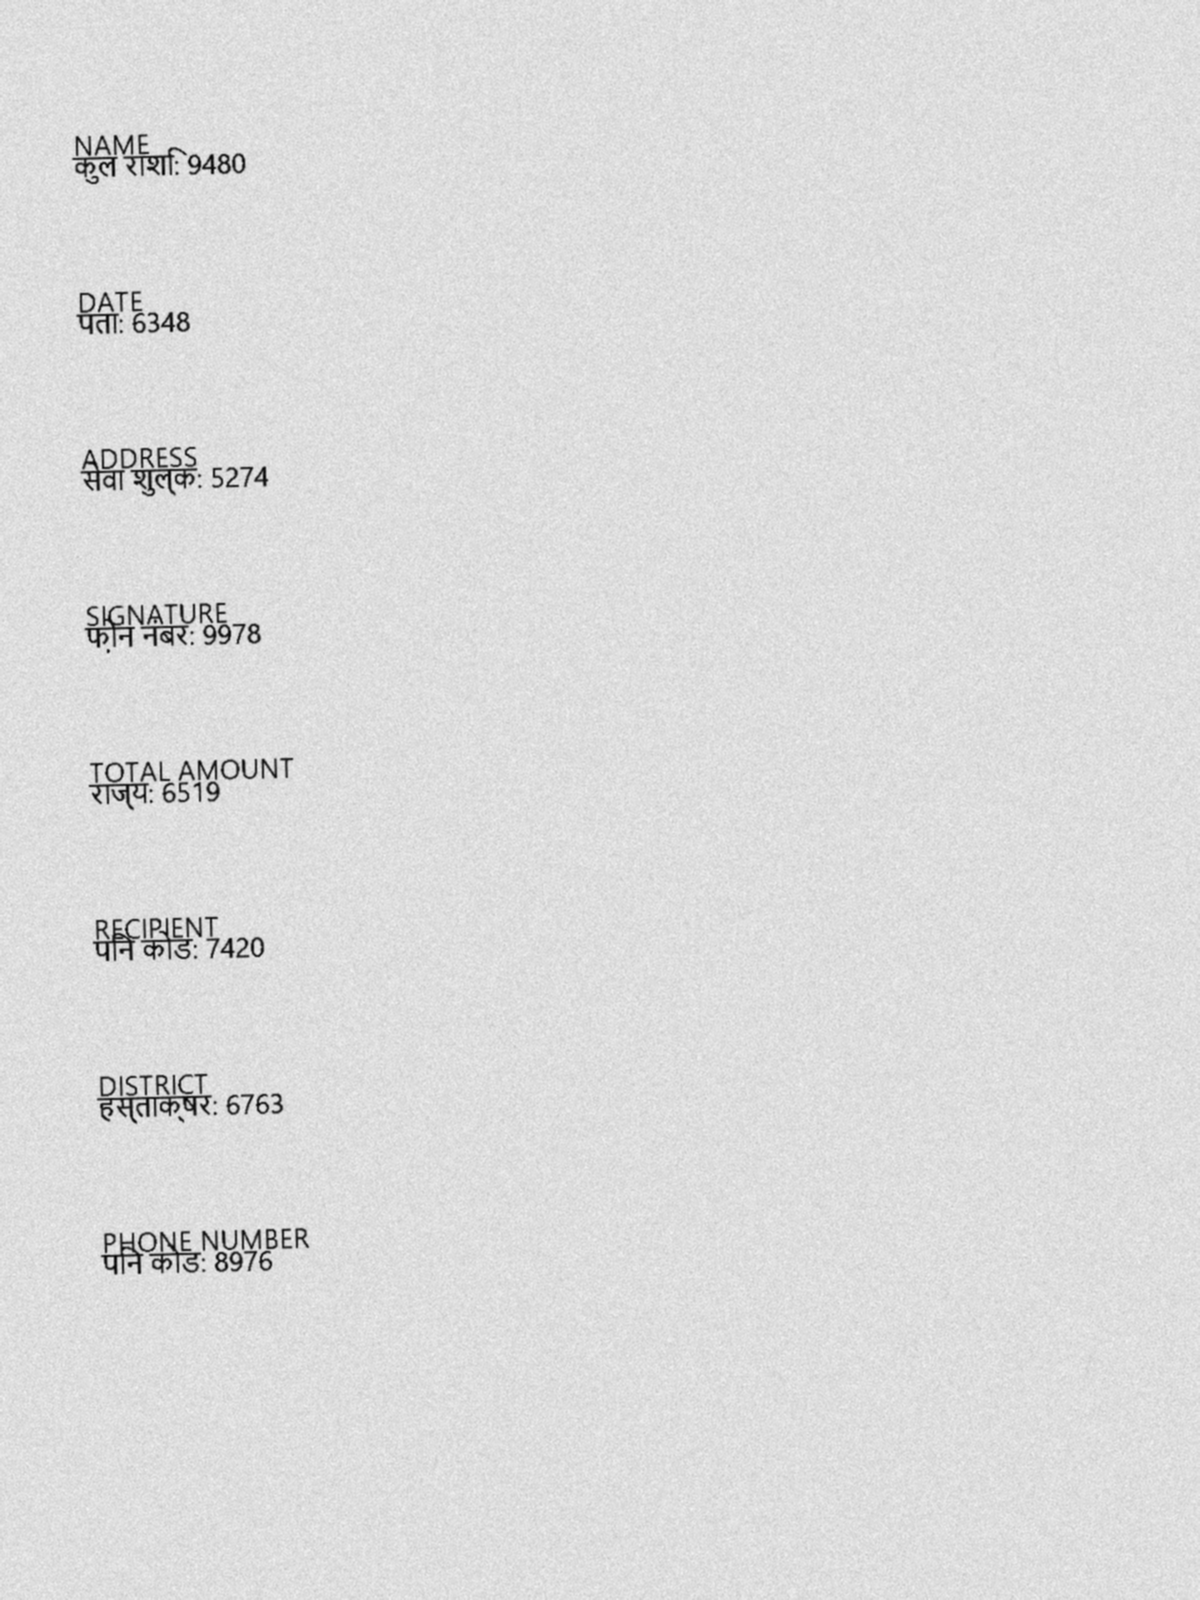 NAME
कुल राशि: 9480
DATE
पता: 6348
ADDRESS
सेवा शुल्क: 5274
SIGNATURE
फ़ोन नंबर: 9978
TOTAL AMOUNT
राज्य: 6519
RECIPIENT
पिन कोड: 7420
DISTRICT
हस्ताक्षर: 6763
PHONE NUMBER
पिन कोड: 8976